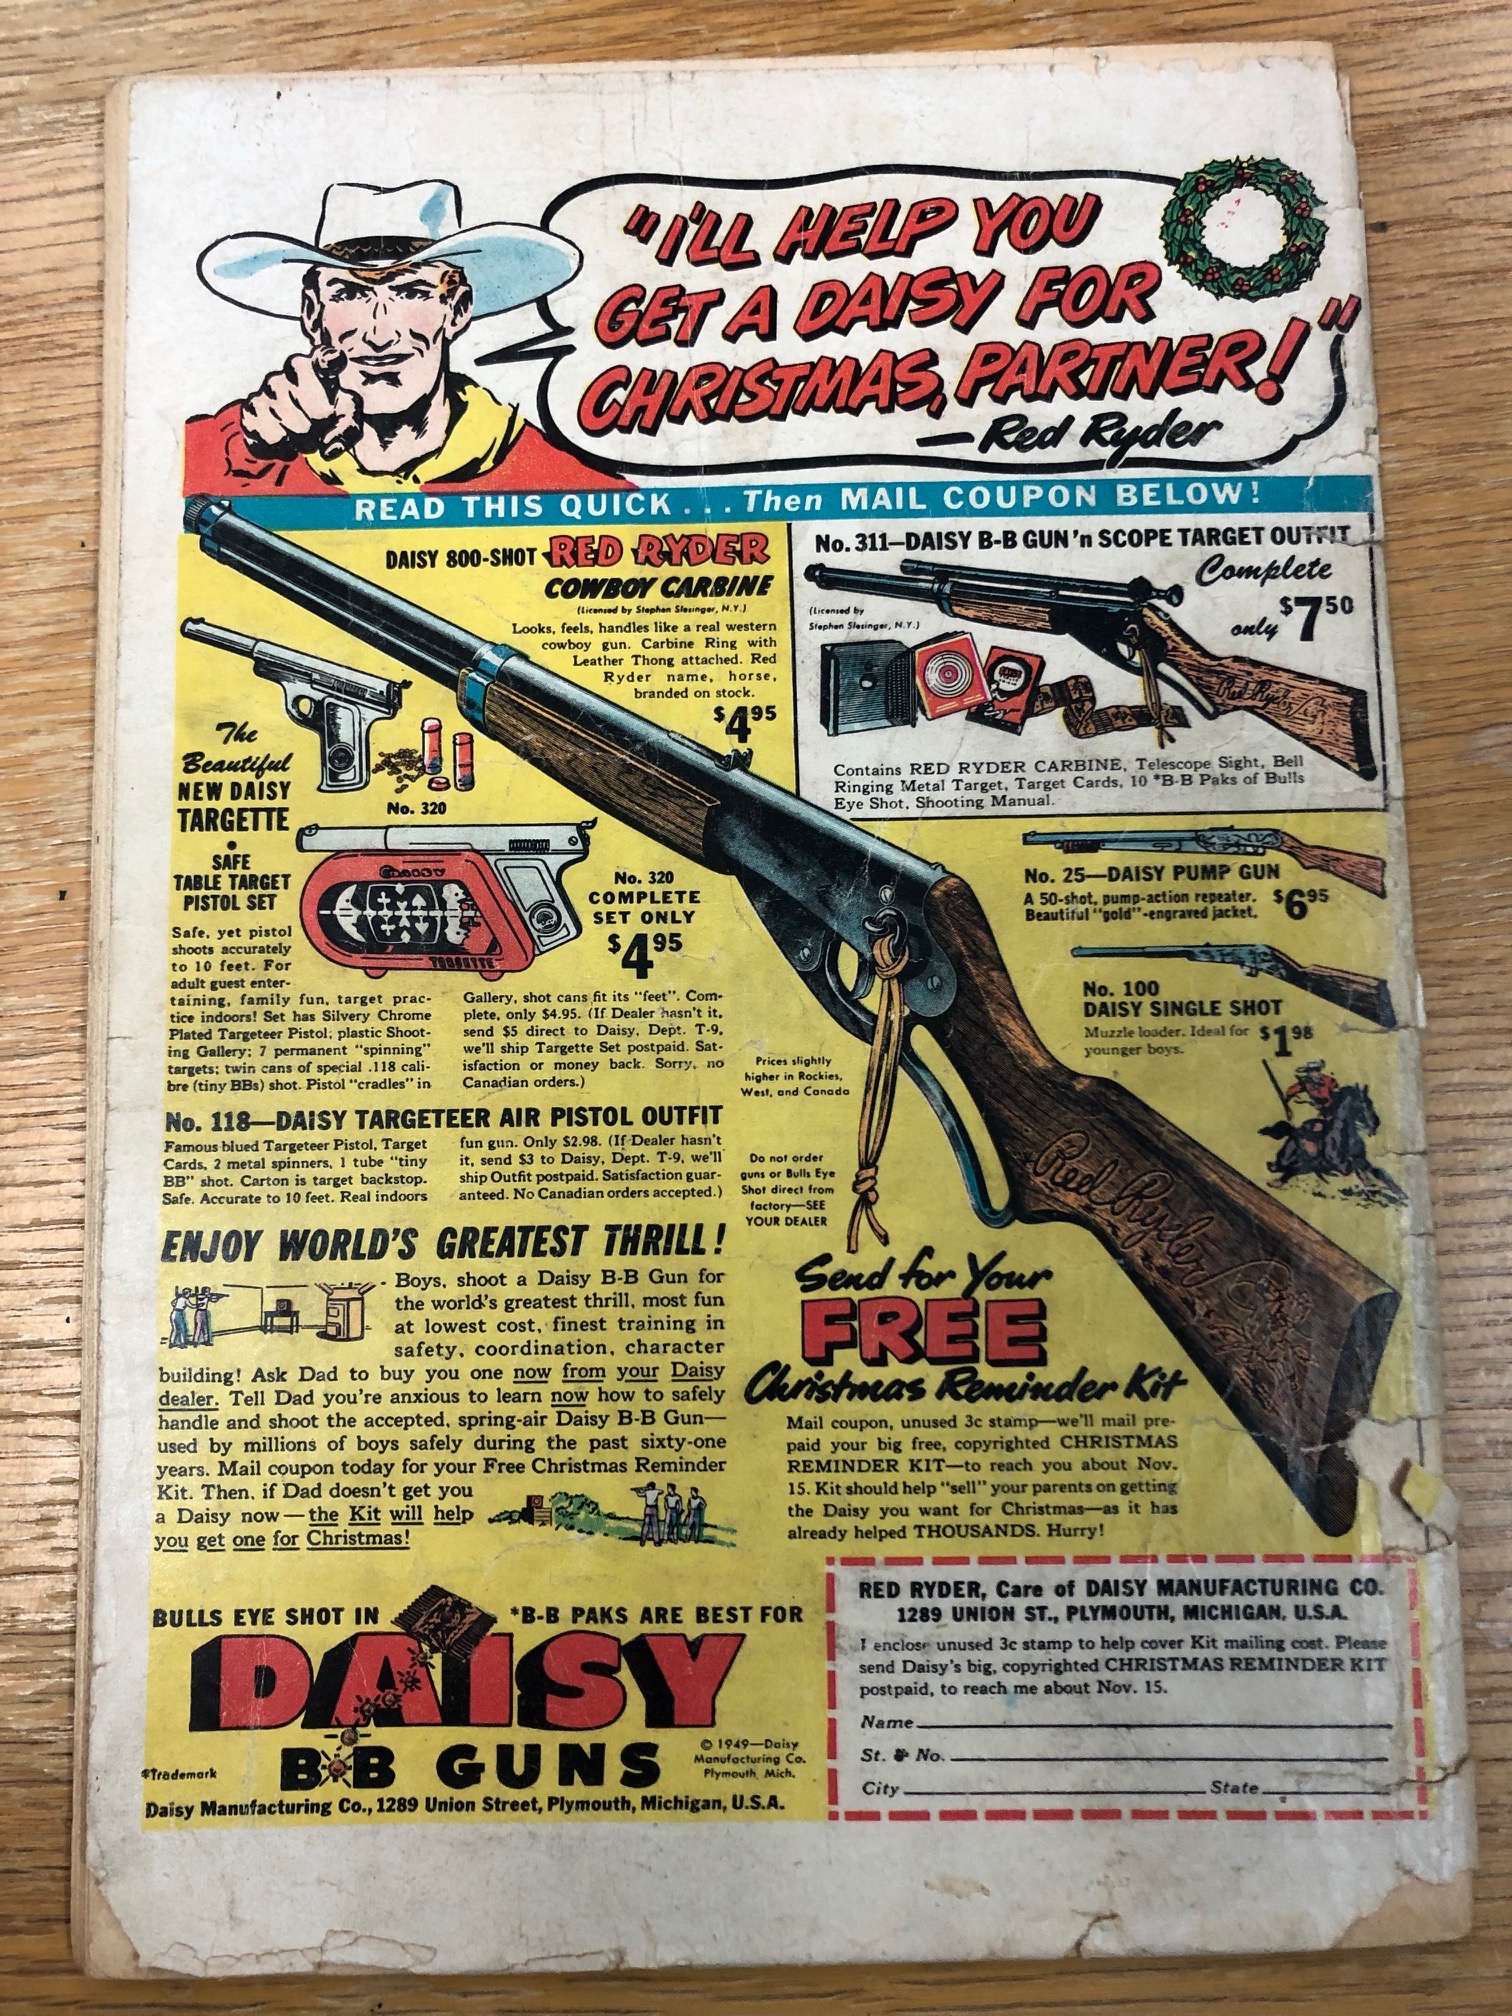 "I'LL HELP YOU
GET A DAISY FOR
CHRISTMAS, PARTNER!"
—Red Ryder
READ THIS QUICK . . . Then MAIL COUPON BELOW!
DAISY 800-SHOT RED RYDER
COWBOY CARBINE
(Licensed by Stephen Slesinger, N.Y.)
Looks, feels, handles like a real western
cowboy gun. Carbine Ring with
Leather Thong attached. Red
Ryder name, horse,
branded on stock.
$4.95
No. 311—DAISY B-B GUN 'n SCOPE TARGET OUTFIT
Complete
only $7.50
(Licensed by
Stephen Slesinger, N.Y.)
Red Ryder
Contains RED RYDER CARBINE, Telescope Sight, Bell
Ringing Metal Target, Target Cards, 10 *B-B Paks of Bulls
Eye Shot, Shooting Manual.
The
Beautiful
NEW DAISY
TARGETTE
•
SAFE
TABLE TARGET
PISTOL SET
No. 320
DAISY
TARGETTE
No. 320
COMPLETE
SET ONLY
$4.95
Safe, yet pistol
shoots accurately
to 10 feet. For
adult guest enter-
taining, family fun, target prac-
tice indoors! Set has Silvery Chrome
Plated Targeteer Pistol; plastic Shoot-
ing Gallery; 7 permanent "spinning"
targets; twin cans of special .118 cali-
bre (tiny BBs) shot. Pistol "cradles" in
Gallery, shot cans fit its "feet". Com-
plete, only $4.95. (If Dealer hasn't it,
send $5 direct to Daisy, Dept. T-9,
we'll ship Targette Set postpaid. Sat-
isfaction or money back. Sorry, no
Canadian orders.)
No. 25—DAISY PUMP GUN
A 50-shot, pump-action repeater.
Beautiful "gold"-engraved jacket.
$6.95
No. 100
DAISY SINGLE SHOT
Muzzle loader. Ideal for
younger boys.
$1.98
Prices slightly
higher in Rockies,
West, and Canada
Do not order
guns or Bulls Eye
Shot direct from
factory—SEE
YOUR DEALER
Red Ryder
No. 118—DAISY TARGETEER AIR PISTOL OUTFIT
Famous blued Targeteer Pistol, Target
Cards, 2 metal spinners, 1 tube "tiny
BB" shot. Carton is target backstop.
Safe. Accurate to 10 feet. Real indoors
fun gun. Only $2.98. (If Dealer hasn't
it, send $3 to Daisy, Dept. T-9, we'll
ship Outfit postpaid. Satisfaction guar-
anteed. No Canadian orders accepted.)
ENJOY WORLD'S GREATEST THRILL!
Boys, shoot a Daisy B-B Gun for
the world's greatest thrill, most fun
at lowest cost, finest training in
safety, coordination, character
building! Ask Dad to buy you one now from your Daisy
dealer. Tell Dad you're anxious to learn now how to safely
handle and shoot the accepted, spring-air Daisy B-B Gun—
used by millions of boys safely during the past sixty-one
years. Mail coupon today for your Free Christmas Reminder
Kit. Then, if Dad doesn't get you
a Daisy now—the Kit will help
you get one for Christmas!
Send for Your
FREE
Christmas Reminder Kit
Mail coupon, unused 3c stamp—we'll mail pre-
paid your big free, copyrighted CHRISTMAS
REMINDER KIT—to reach you about Nov.
15. Kit should help "sell" your parents on getting
the Daisy you want for Christmas—as it has
already helped THOUSANDS. Hurry!
BULLS EYE SHOT IN *B-B PAKS ARE BEST FOR
DAISY
B•B GUNS
*Trademark
© 1949—Daisy
Manufacturing Co.
Plymouth, Mich.
Daisy Manufacturing Co., 1289 Union Street, Plymouth, Michigan, U.S.A.
RED RYDER, Care of DAISY MANUFACTURING CO.
1289 UNION ST., PLYMOUTH, MICHIGAN, U.S.A.
I enclose unused 3c stamp to help cover Kit mailing cost. Please
send Daisy's big, copyrighted CHRISTMAS REMINDER KIT
postpaid, to reach me about Nov. 15.
Name
St. & No.
City State